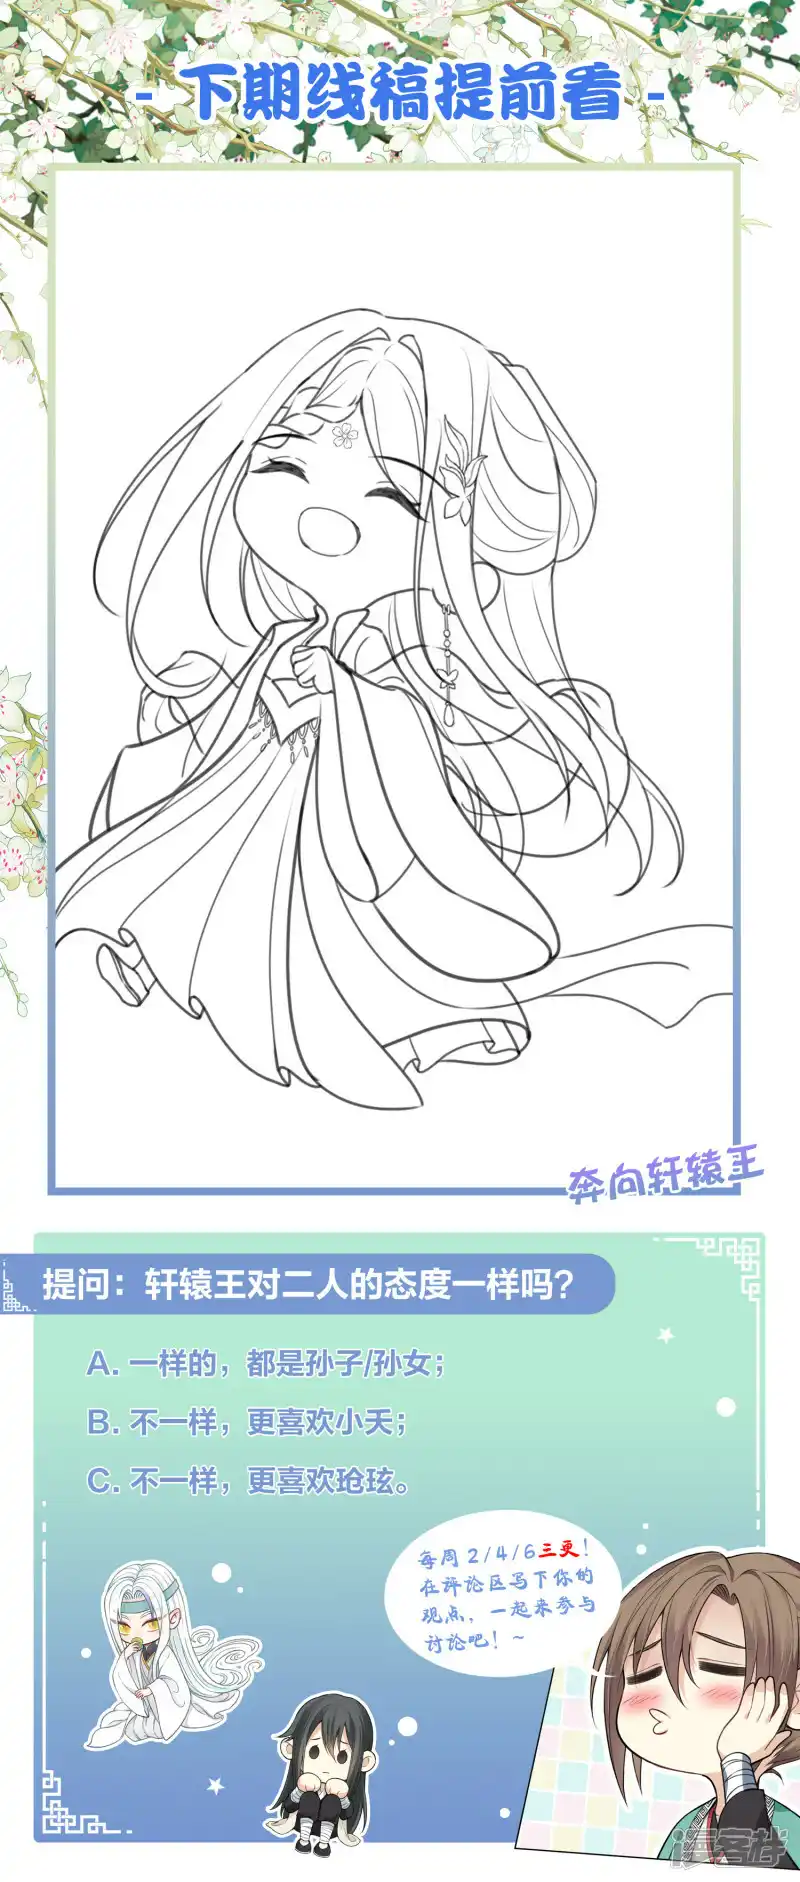 - 下期线稿提前看 -
奔向轩辕王
提问：轩辕王对二人的态度一样吗？
A. 一样的，都是孙子/孙女；
B. 不一样，更喜欢小夭；
C. 不一样，更喜欢玱玹。
每周 2/4/6三更！
在评论区写下你的
观点，一起来参与
讨论吧！~
漫客栈